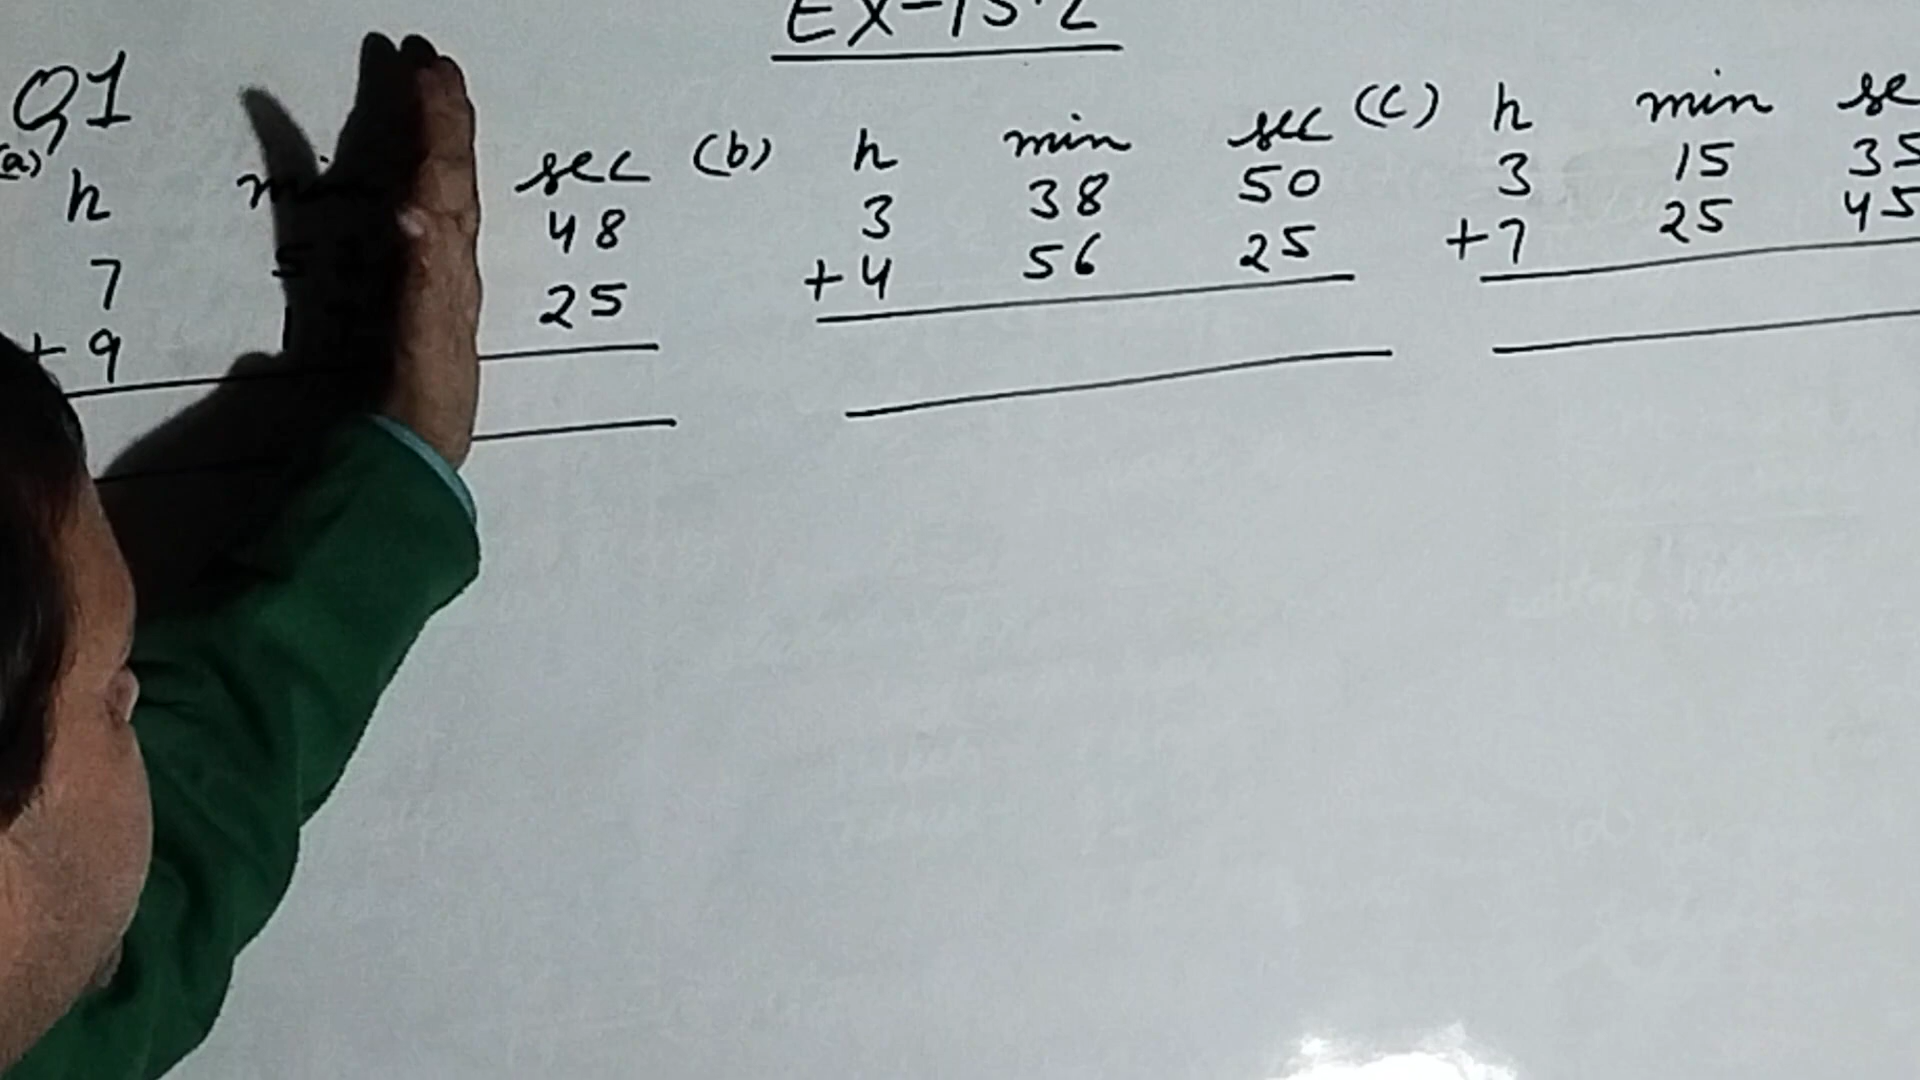 EX-15.2
Q1
(a) h sec
7 48
+ 9 25
(b) h min sec
3 38 50
+ 4 56 25
(c) h min se
3 15 35
+ 7 25 45